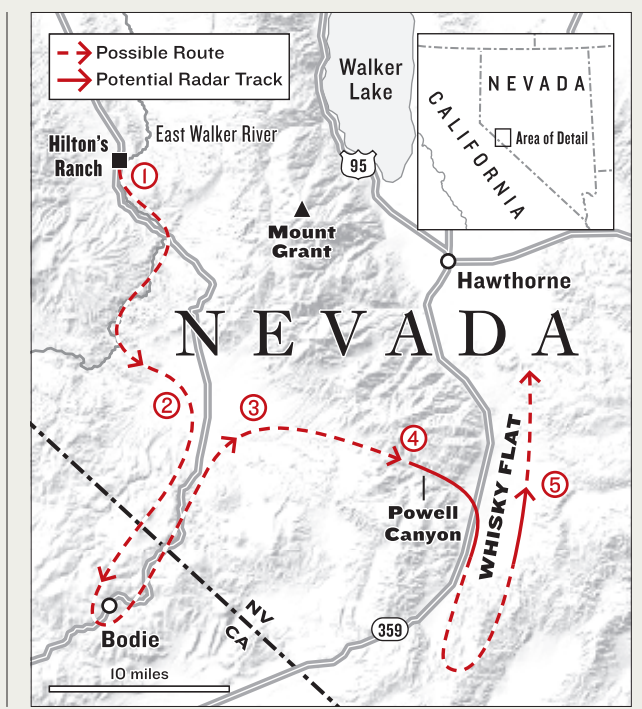 Possible Route
Potential Radar Track
Walker
Lake
NEVADA
CALIFORNIA
Area of Detail
Hilton's
Ranch
East Walker River
1
95
Mount
Grant
Hawthorne
NEVADA
2
3
4
5
WHISKY FLAT
Powell
Canyon
Bodie
NV
CA
359
10 miles